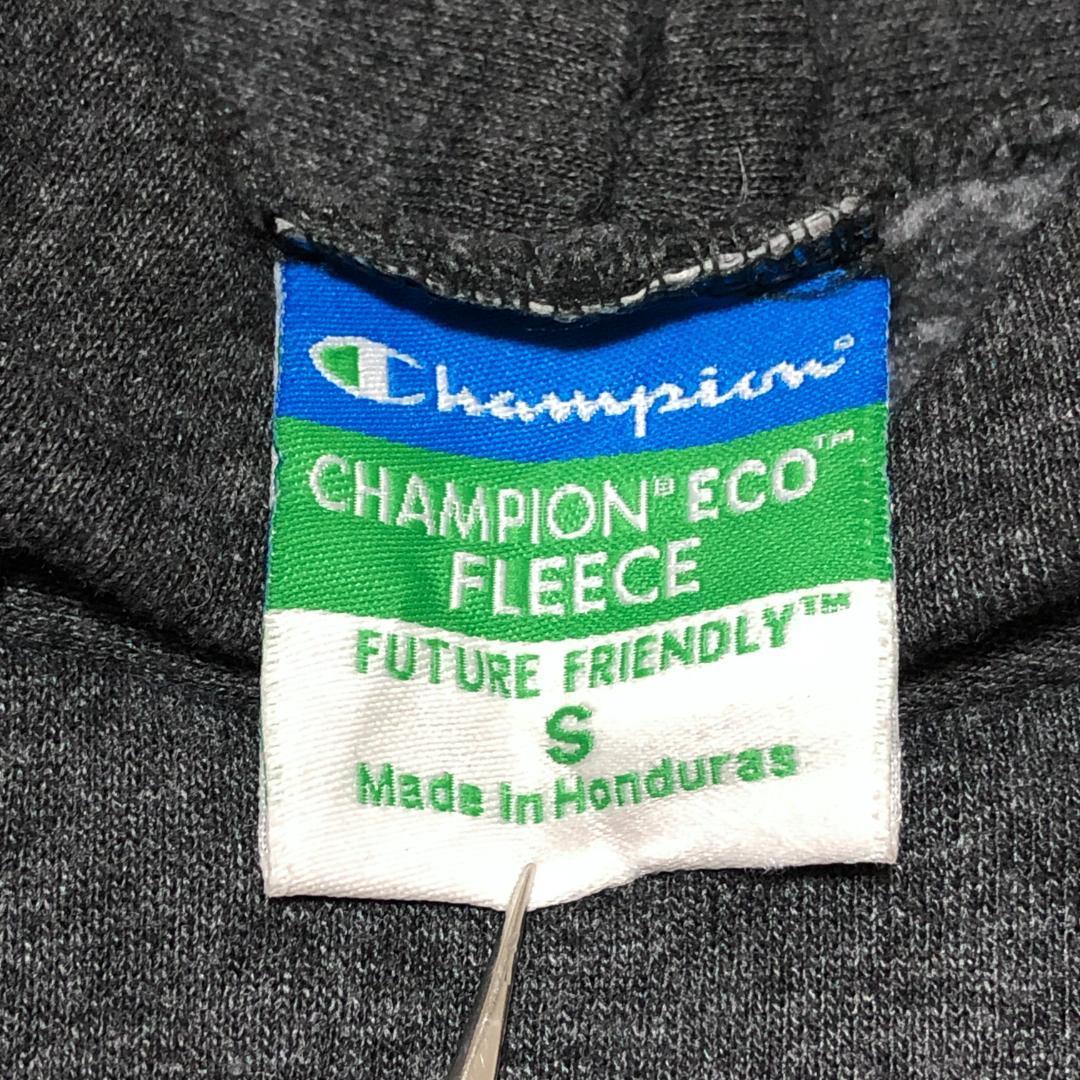 Champion®
CHAMPION® ECO™
FLEECE
FUTURE FRIENDLY™
S
Made in Honduras